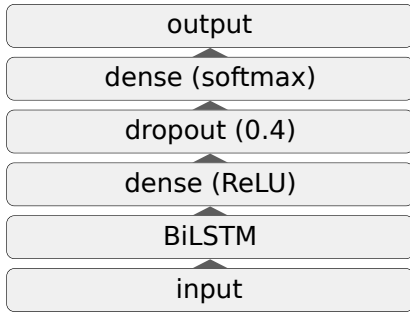 output
dense (softmax)
dropout (0.4)
dense (ReLU)
BiLSTM
input